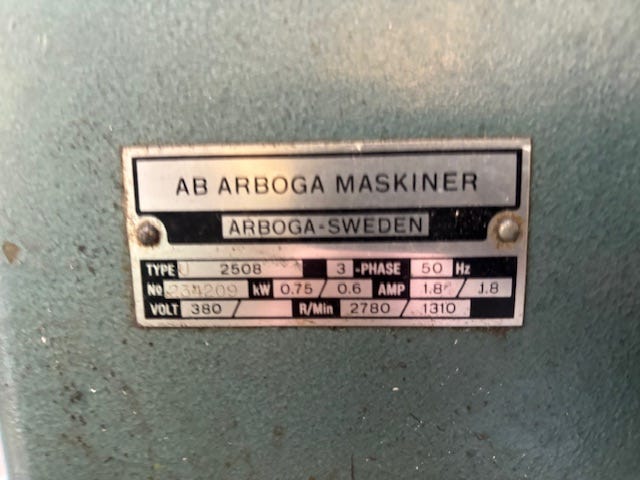 AB ARBOGA MASKINER
ARBOGA-SWEDEN
TYPE U 2508 3 -PHASE 50 Hz
No 234209 kW 0.75 / 0.6 AMP 1.8 / 1.8
VOLT 380 / R/Min 2780 / 1310